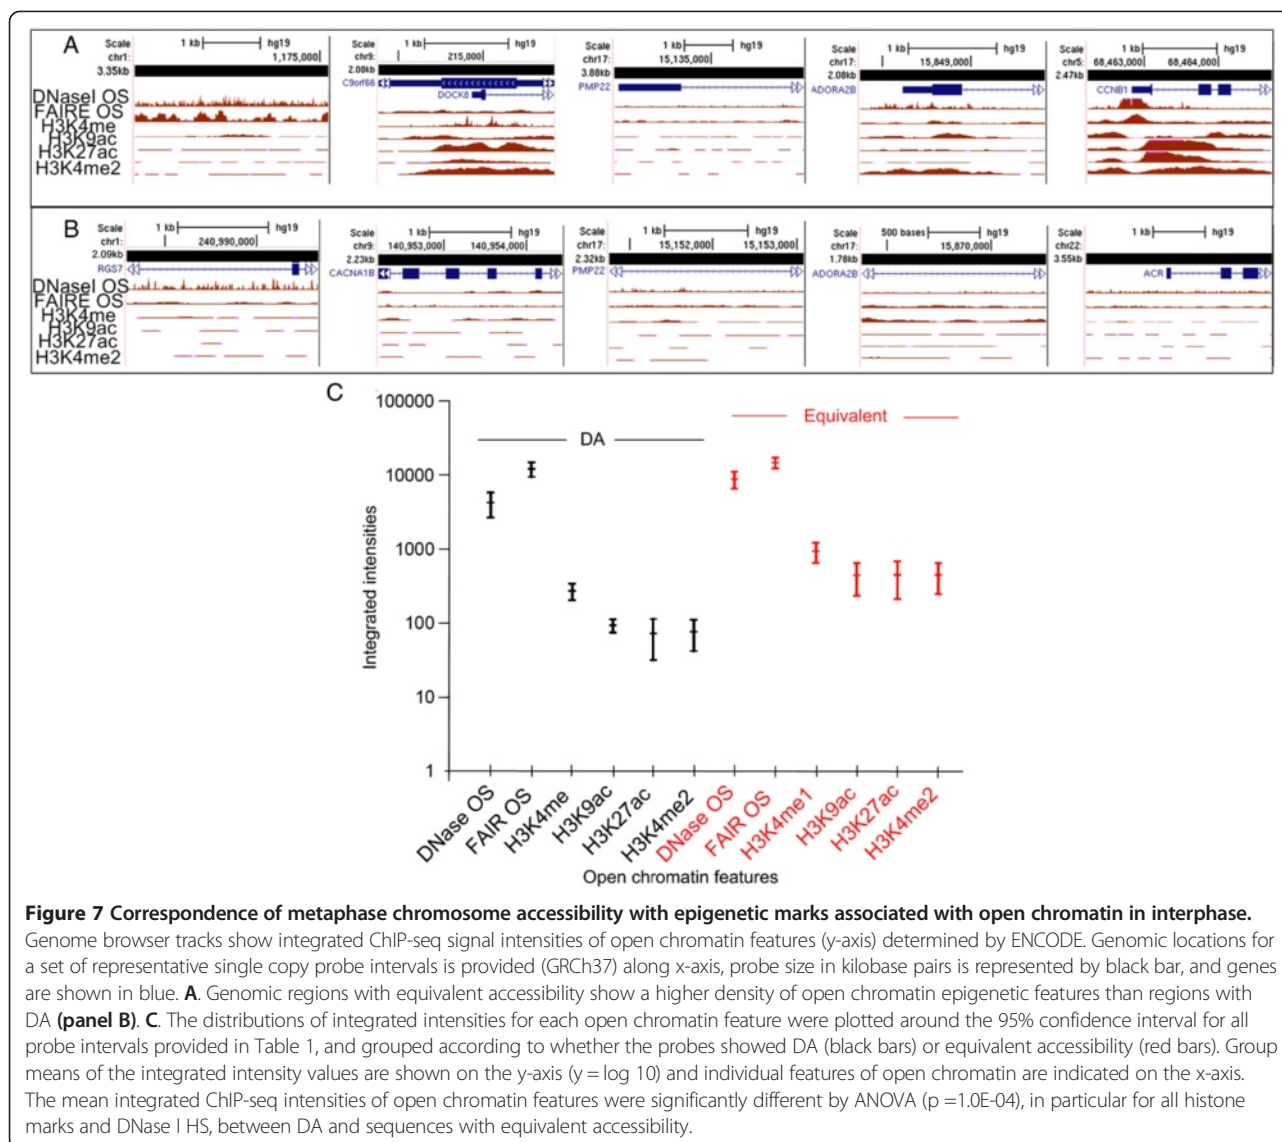 A
Scale 1 kb hg19
chr1: 1,175,000
3.35kb
Scale 1 kb hg19
chr9: 215,000
2.08kb
C9orf66
DOCK8
Scale 1 kb hg19
chr17: 15,135,000
3.88kb
PMP22
Scale 1 kb hg19
chr17: 15,849,000
2.08kb
ADORA2B
Scale 1 kb hg19
chr5: 68,463,000 68,464,000
2.47kb
CCNB1
DNaseI OS
FAIRE OS
H3K4me
H3K9ac
H3K27ac
H3K4me2
B
Scale 1 kb hg19
chr1: 240,990,000
2.09kb
RGS7
Scale 1 kb hg19
chr9: 140,953,000 140,954,000
2.23kb
CACNA1B
Scale 1 kb hg19
chr17: 15,152,000 15,153,000
2.32kb
PMP22
Scale 500 bases hg19
chr17: 15,870,000
1.78kb
ADORA2B
Scale 1 kb hg19
chr22:
3.55kb
ACR
DNaseI OS
FAIRE OS
H3K4me
H3K9ac
H3K27ac
H3K4me2
C
100000
10000
1000
100
10
1
Integrated intensities
DA
Equivalent
DNase OS
FAIR OS
H3K4me
H3K9ac
H3K27ac
H3K4me2
DNase OS
FAIR OS
H3K4me1
H3K9ac
H3K27ac
H3K4me2
Open chromatin features
Figure 7 Correspondence of metaphase chromosome accessibility with epigenetic marks associated with open chromatin in interphase.
Genome browser tracks show integrated ChIP-seq signal intensities of open chromatin features (y-axis) determined by ENCODE. Genomic locations for
a set of representative single copy probe intervals is provided (GRCh37) along x-axis, probe size in kilobase pairs is represented by black bar, and genes
are shown in blue. A. Genomic regions with equivalent accessibility show a higher density of open chromatin epigenetic features than regions with
DA (panel B). C. The distributions of integrated intensities for each open chromatin feature were plotted around the 95% confidence interval for all
probe intervals provided in Table 1, and grouped according to whether the probes showed DA (black bars) or equivalent accessibility (red bars). Group
means of the integrated intensity values are shown on the y-axis (y = log 10) and individual features of open chromatin are indicated on the x-axis.
The mean integrated ChIP-seq intensities of open chromatin features were significantly different by ANOVA (p =1.0E-04), in particular for all histone
marks and DNase I HS, between DA and sequences with equivalent accessibility.